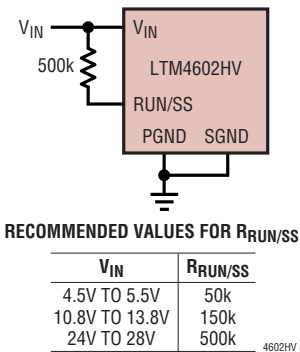 VIN
VIN
500k
LTM4602HV
RUN/SS
PGND SGND
RECOMMENDED VALUES FOR RRUN/SS
VIN RRUN/SS
4.5V TO 5.5V 50k
10.8V TO 13.8V 150k
24V TO 28V 500k
4602HV